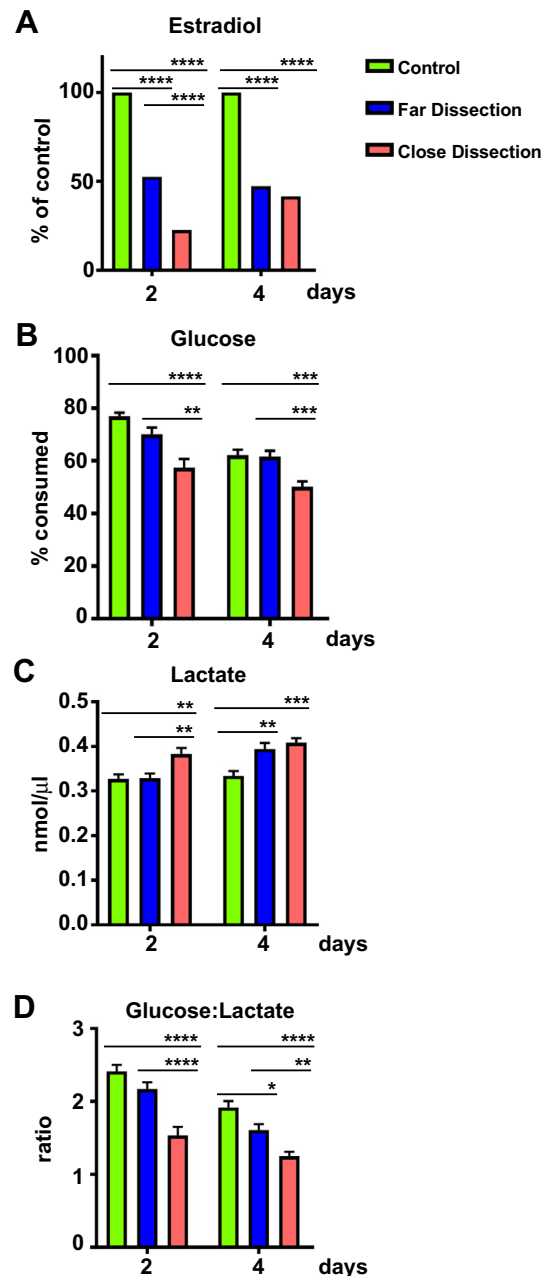 A
Estradiol
**** ****
**** ****
****
100
50
0
% of control
2 4 days
Control
Far Dissection
Close Dissection
B
Glucose
100
80
60
40
20
0
% consumed
**** ***
** ***
2 4 days
C
Lactate
0.5
0.4
0.3
0.2
0.1
0.0
nmol/µl
** ***
** **
2 4 days
D
Glucose:Lactate
3
2
1
0
ratio
**** ****
**** **
*
2 4 days